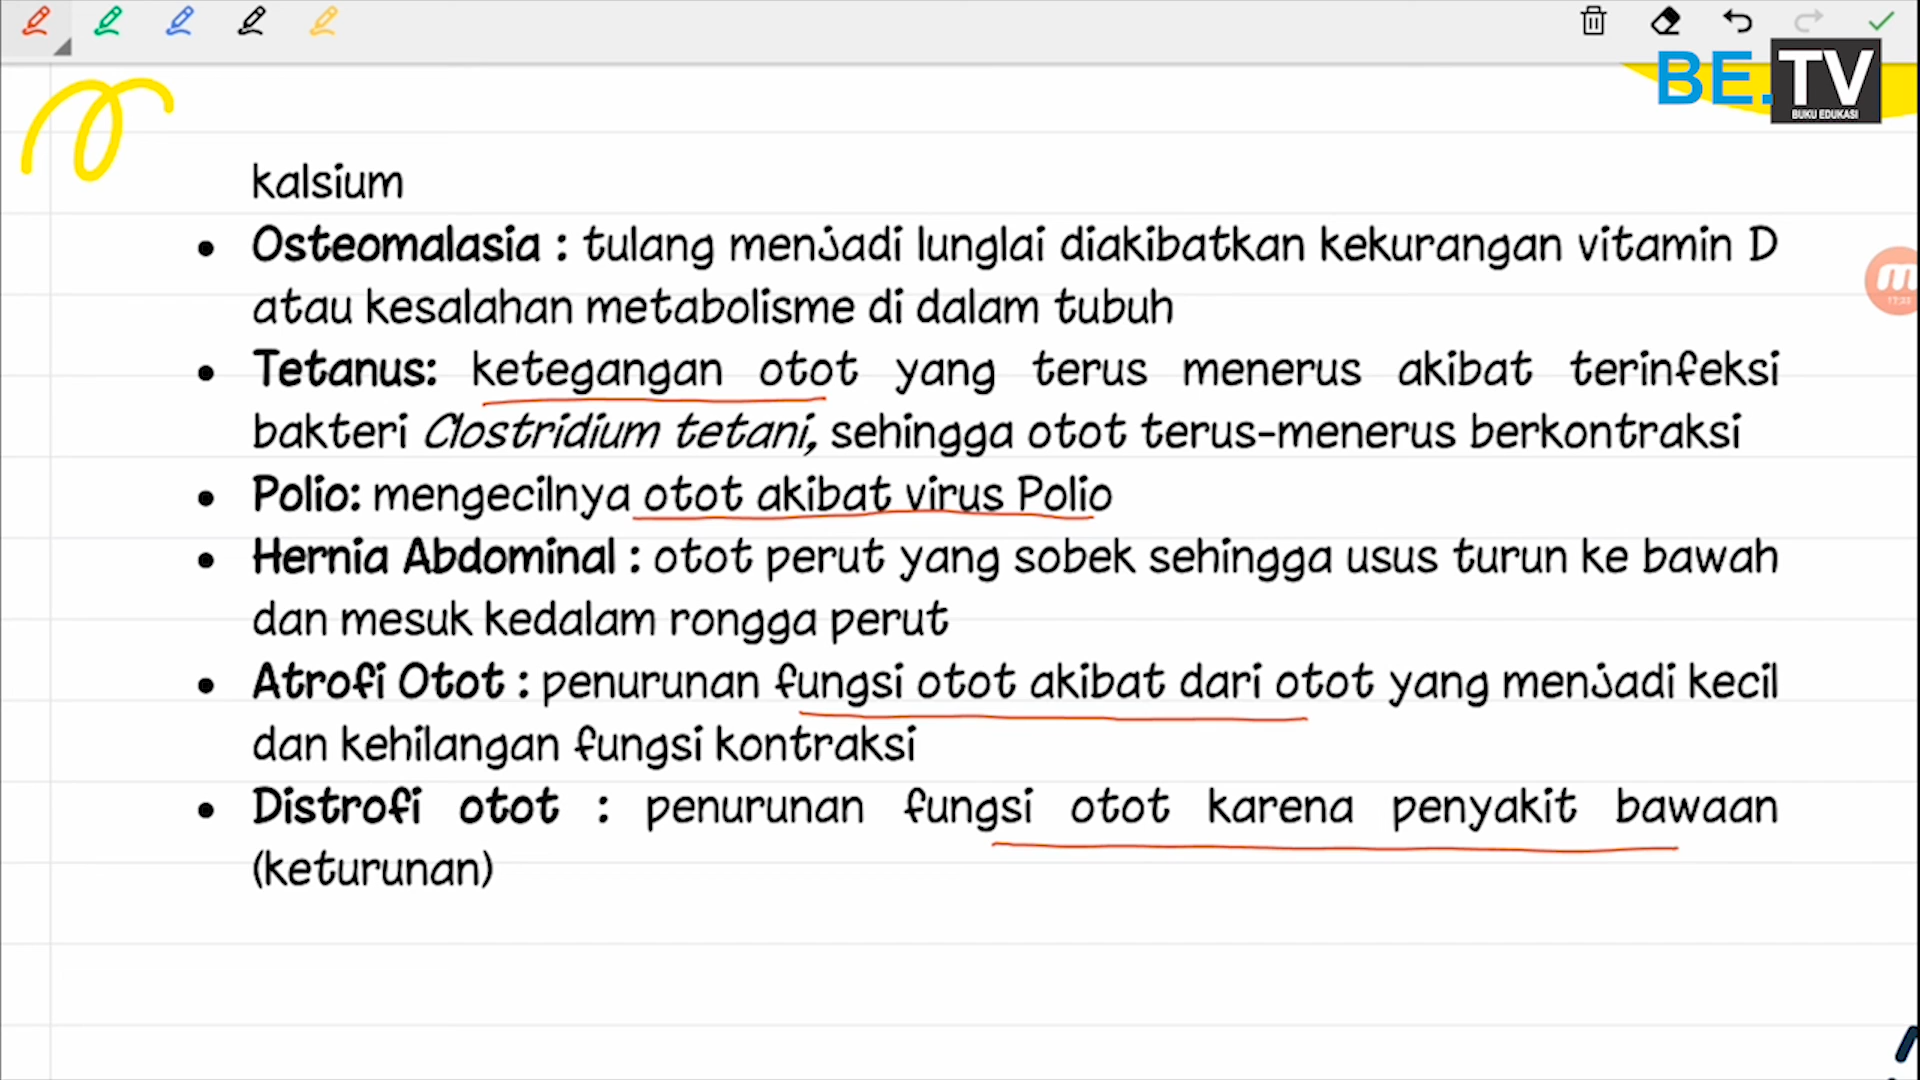 BE.TV
BUKU EDUKASI
kalsium
• Osteomalasia : tulang menjadi lunglai diakibatkan kekurangan vitamin D
atau kesalahan metabolisme di dalam tubuh
• Tetanus: ketegangan otot yang terus menerus akibat terinfeksi
bakteri Clostridium tetani, sehingga otot terus-menerus berkontraksi
• Polio: mengecilnya otot akibat virus Polio
• Hernia Abdominal : otot perut yang sobek sehingga usus turun ke bawah
dan mesuk kedalam rongga perut
• Atrofi Otot : penurunan fungsi otot akibat dari otot yang menjadi kecil
dan kehilangan fungsi kontraksi
• Distrofi otot : penurunan fungsi otot karena penyakit bawaan
(keturunan)